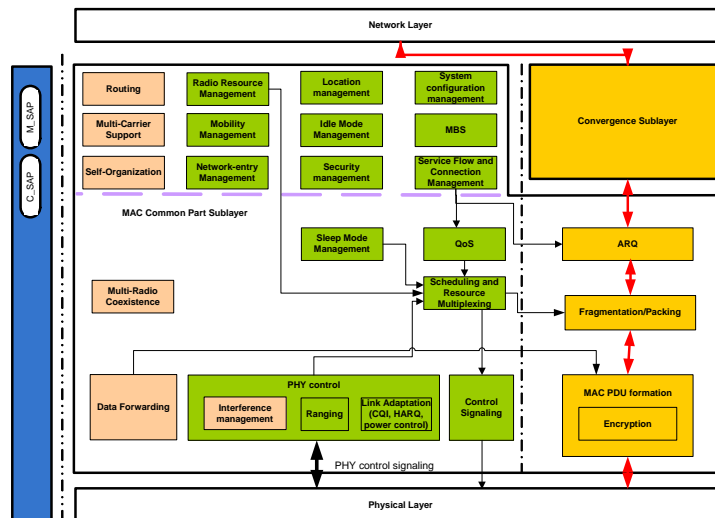 Network Layer
Routing
Radio Resource
Management
Location
management
System
configuration
management
Convergence Sublayer
M_SAP
Multi-Carrier
Support
Mobility
Management
Idle Mode
Management
MBS
C_SAP
Self-Organization
Network-entry
Management
Security
management
Service Flow and
Connection
Management
MAC Common Part Sublayer
Sleep Mode
Management
QoS
ARQ
Multi-Radio
Coexistence
Scheduling and
Resource
Multiplexing
Fragmentation/Packing
Data Forwarding
PHY control
Interference
management
Ranging
Link Adaptation
(CQI, HARQ,
power control)
Control
Signaling
MAC PDU formation
Encryption
PHY control signaling
Physical Layer